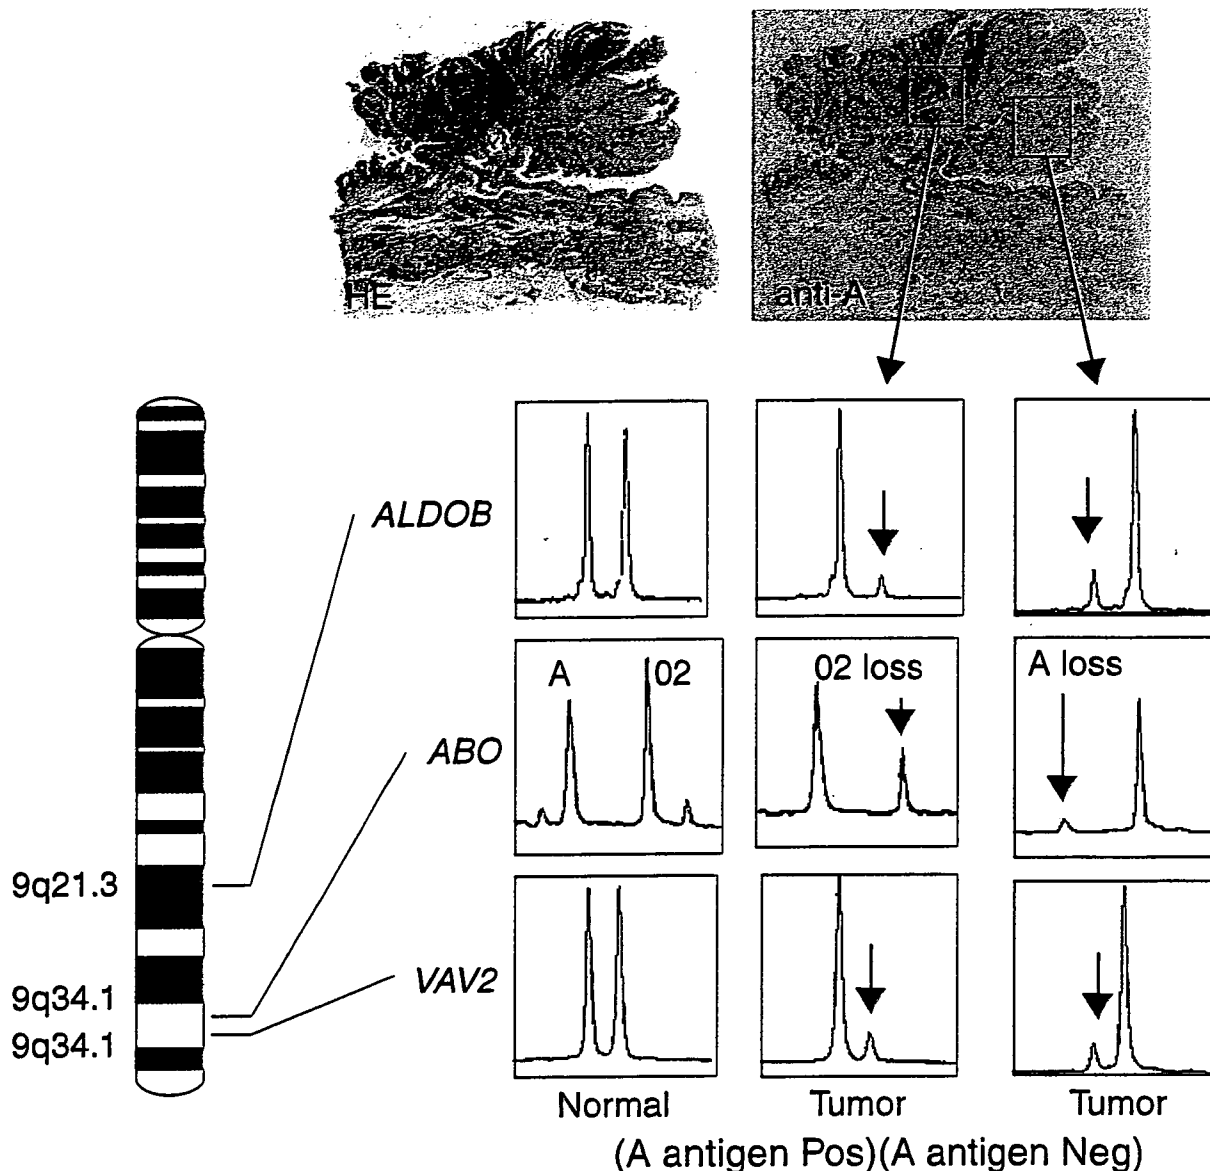 HE
anti-A
ALDOB
A
02
02 loss
A loss
ABO
9q21.3
9q34.1
VAV2
9q34.1
Normal
Tumor
Tumor
(A antigen Pos)(A antigen Neg)